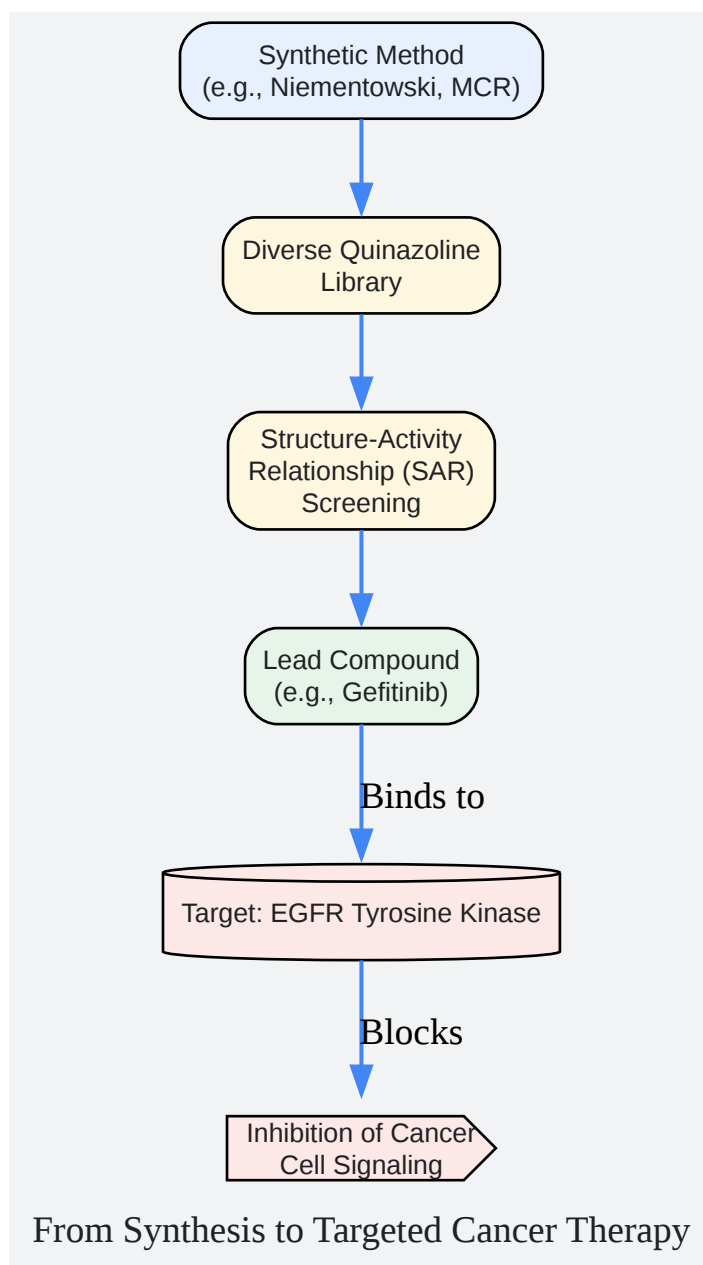 Synthetic Method
(e.g., Niementowski, MCR)
Diverse Quinazoline
Library
Structure-Activity
Relationship (SAR)
Screening
Lead Compound
(e.g., Gefitinib)
Binds to
Target: EGFR Tyrosine Kinase
Blocks
Inhibition of Cancer
Cell Signaling
From Synthesis to Targeted Cancer Therapy